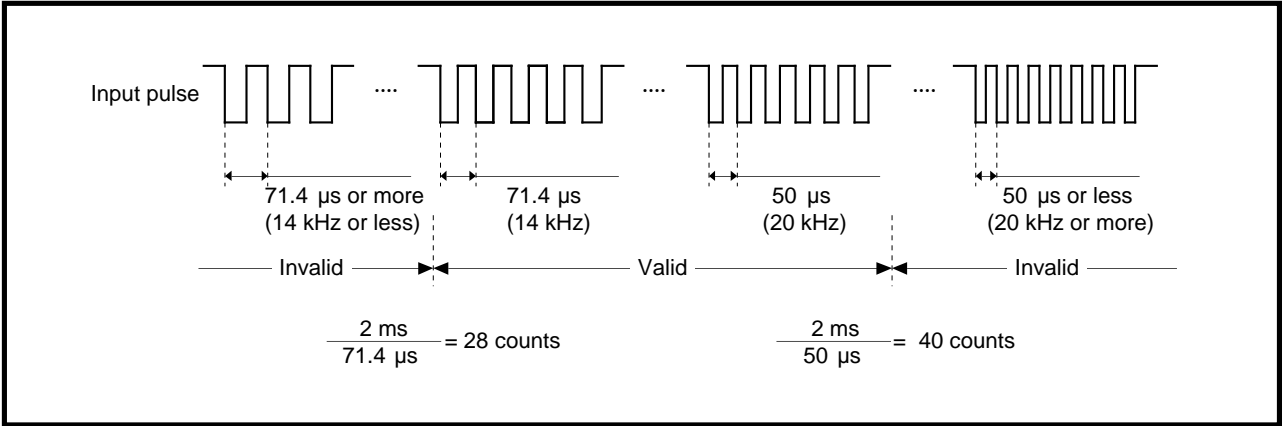 Input pulse
.... .... ....
71.4 µs or more
(14 kHz or less)
71.4 µs
(14 kHz)
50 µs
(20 kHz)
50 µs or less
(20 kHz or more)
Invalid Valid Invalid
2 ms
71.4 µs
= 28 counts
2 ms
50 µs
= 40 counts